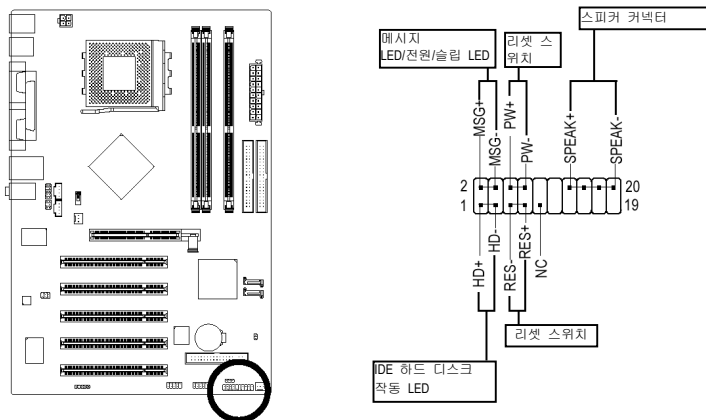 스피커 커넥터
메시지
LED/전원/슬립 LED
리셋 스
위치
MSG+
MSG-
PW+
PW-
SPEAK+
SPEAK-
2
20
1
19
HD+
HD-
RES-
RES+
NC
리셋 스위치
IDE 하드 디스크
작동 LED